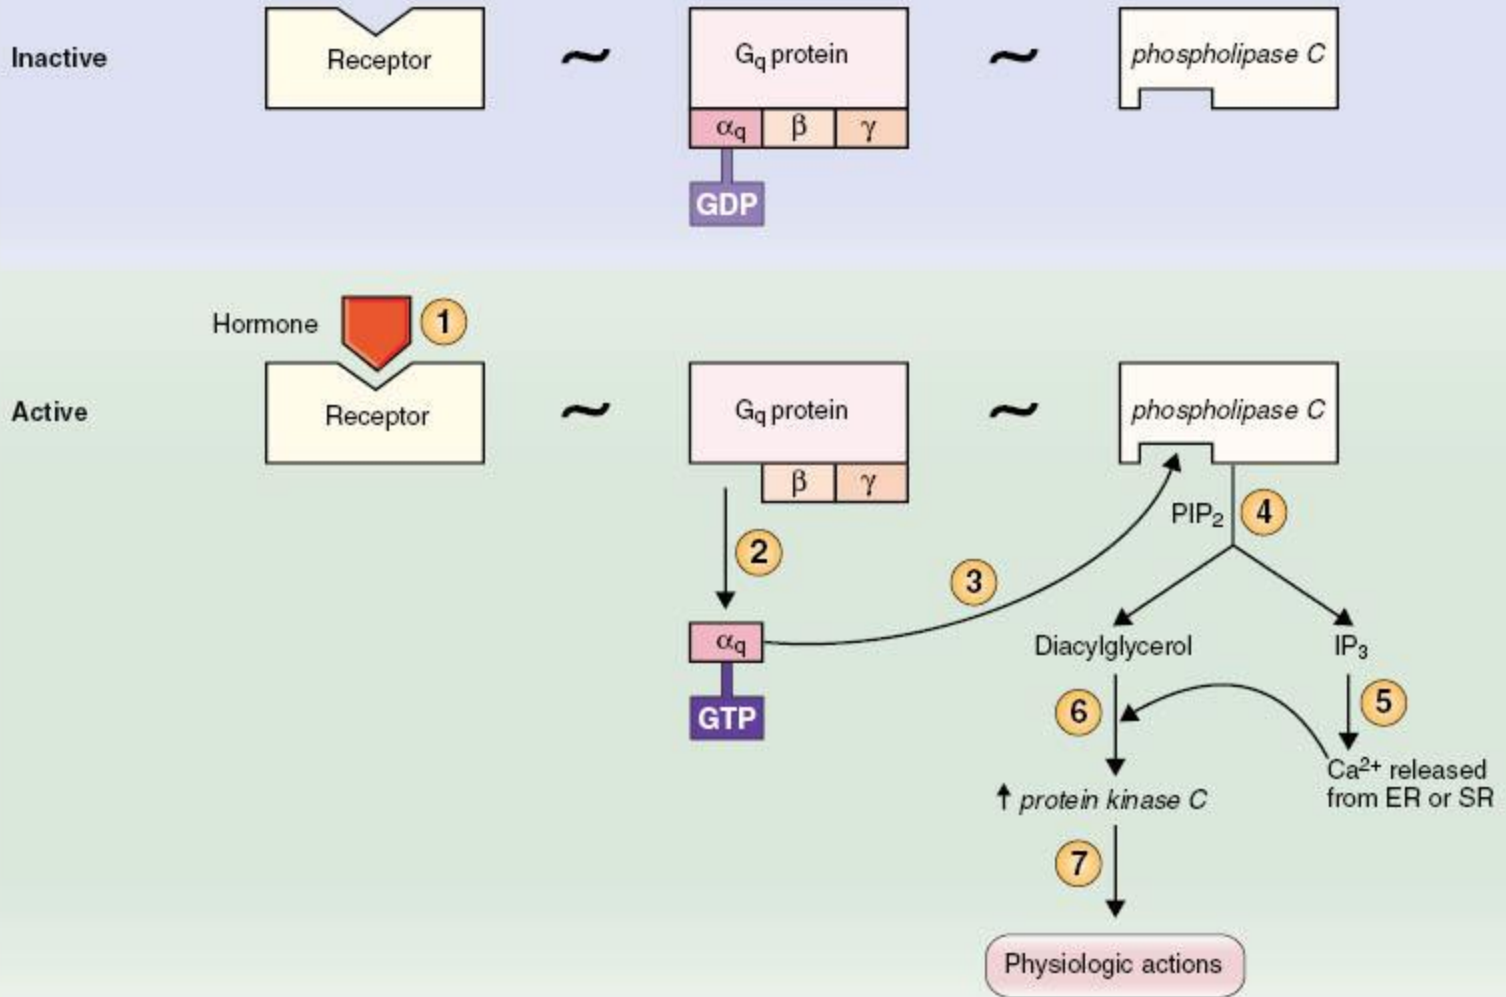 Inactive
Receptor
~
Gq protein
~
phospholipase C
αq
β
γ
GDP
Hormone
1
Active
Receptor
~
Gq protein
~
phospholipase C
β
γ
PIP₂
4
2
3
αq
GTP
Diacylglycerol
IP₃
6
5
Ca²⁺ released
from ER or SR
↑ protein kinase C
7
Physiologic actions